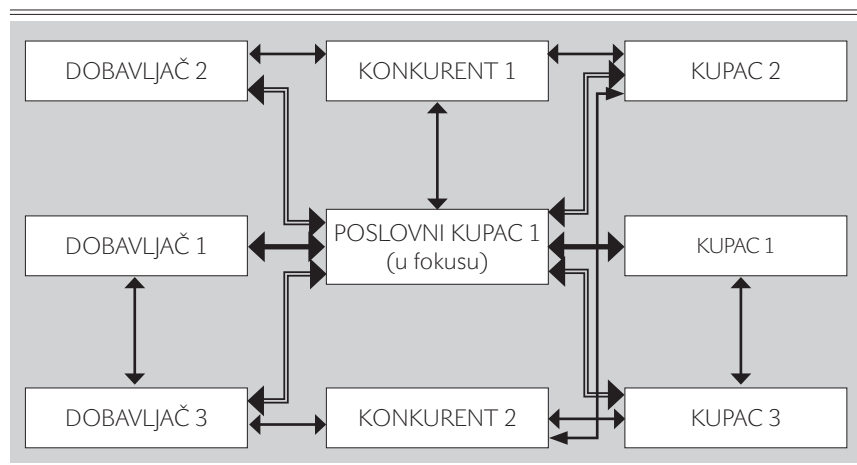 DOBAVLJAČ 2
KONKURENT 1
KUPAC 2
DOBAVLJAČ 1
POSLOVNI KUPAC 1
(u fokusu)
KUPAC 1
DOBAVLJAČ 3
KONKURENT 2
KUPAC 3